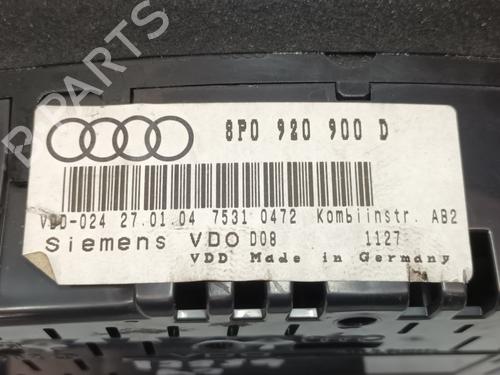 8P0 920 900 D
VDD-024 27.01.04 7531 0472 Kombiinstr. AB2
Siemens VDO D08 1127
VDD Made in Germany
PARTS